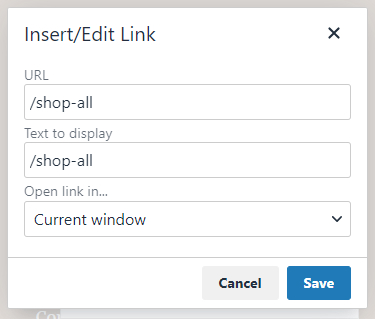 Insert/Edit Link
URL
/shop-all
Text to display
/shop-all
Open link in...
Current window
Cancel Save